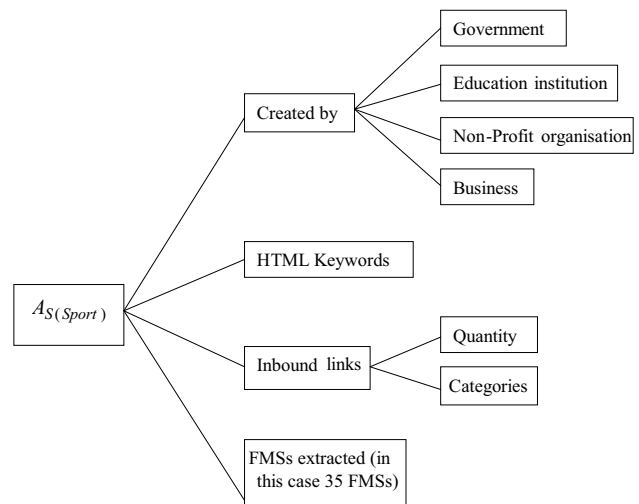 Government
Education institution
Created by
Non-Profit organisation
Business
HTML Keywords
A S(Sport)
Quantity
Inbound links
Categories
FMSs extracted (in
this case 35 FMSs)